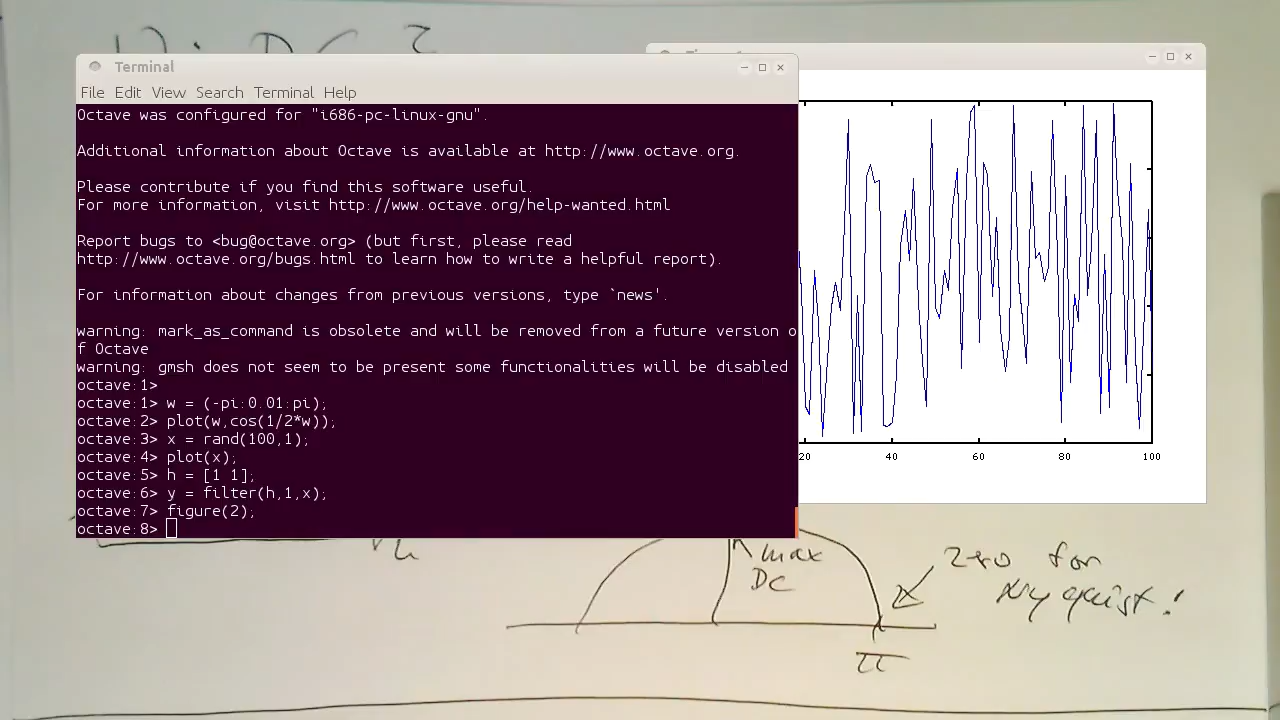 Terminal
File Edit View Search Terminal Help
Octave was configured for "i686-pc-linux-gnu".
Additional information about Octave is available at http://www.octave.org.
Please contribute if you find this software useful.
For more information, visit http://www.octave.org/help-wanted.html
Report bugs to <bug@octave.org> (but first, please read
http://www.octave.org/bugs.html to learn how to write a helpful report).
For information about changes from previous versions, type `news'.
warning: mark_as_command is obsolete and will be removed from a future version o
f Octave
warning: gmsh does not seem to be present some functionalities will be disabled
octave:1>
octave:1> w = (-pi:0.01:pi);
octave:2> plot(w,cos(1/2*w));
octave:3> x = rand(100,1);
octave:4> plot(x);
octave:5> h = [1 1];
octave:6> y = filter(h,1,x);
octave:7> figure(2);
octave:8>
20 40 60 80 100
max
DC
zero for
Nyquist!
π